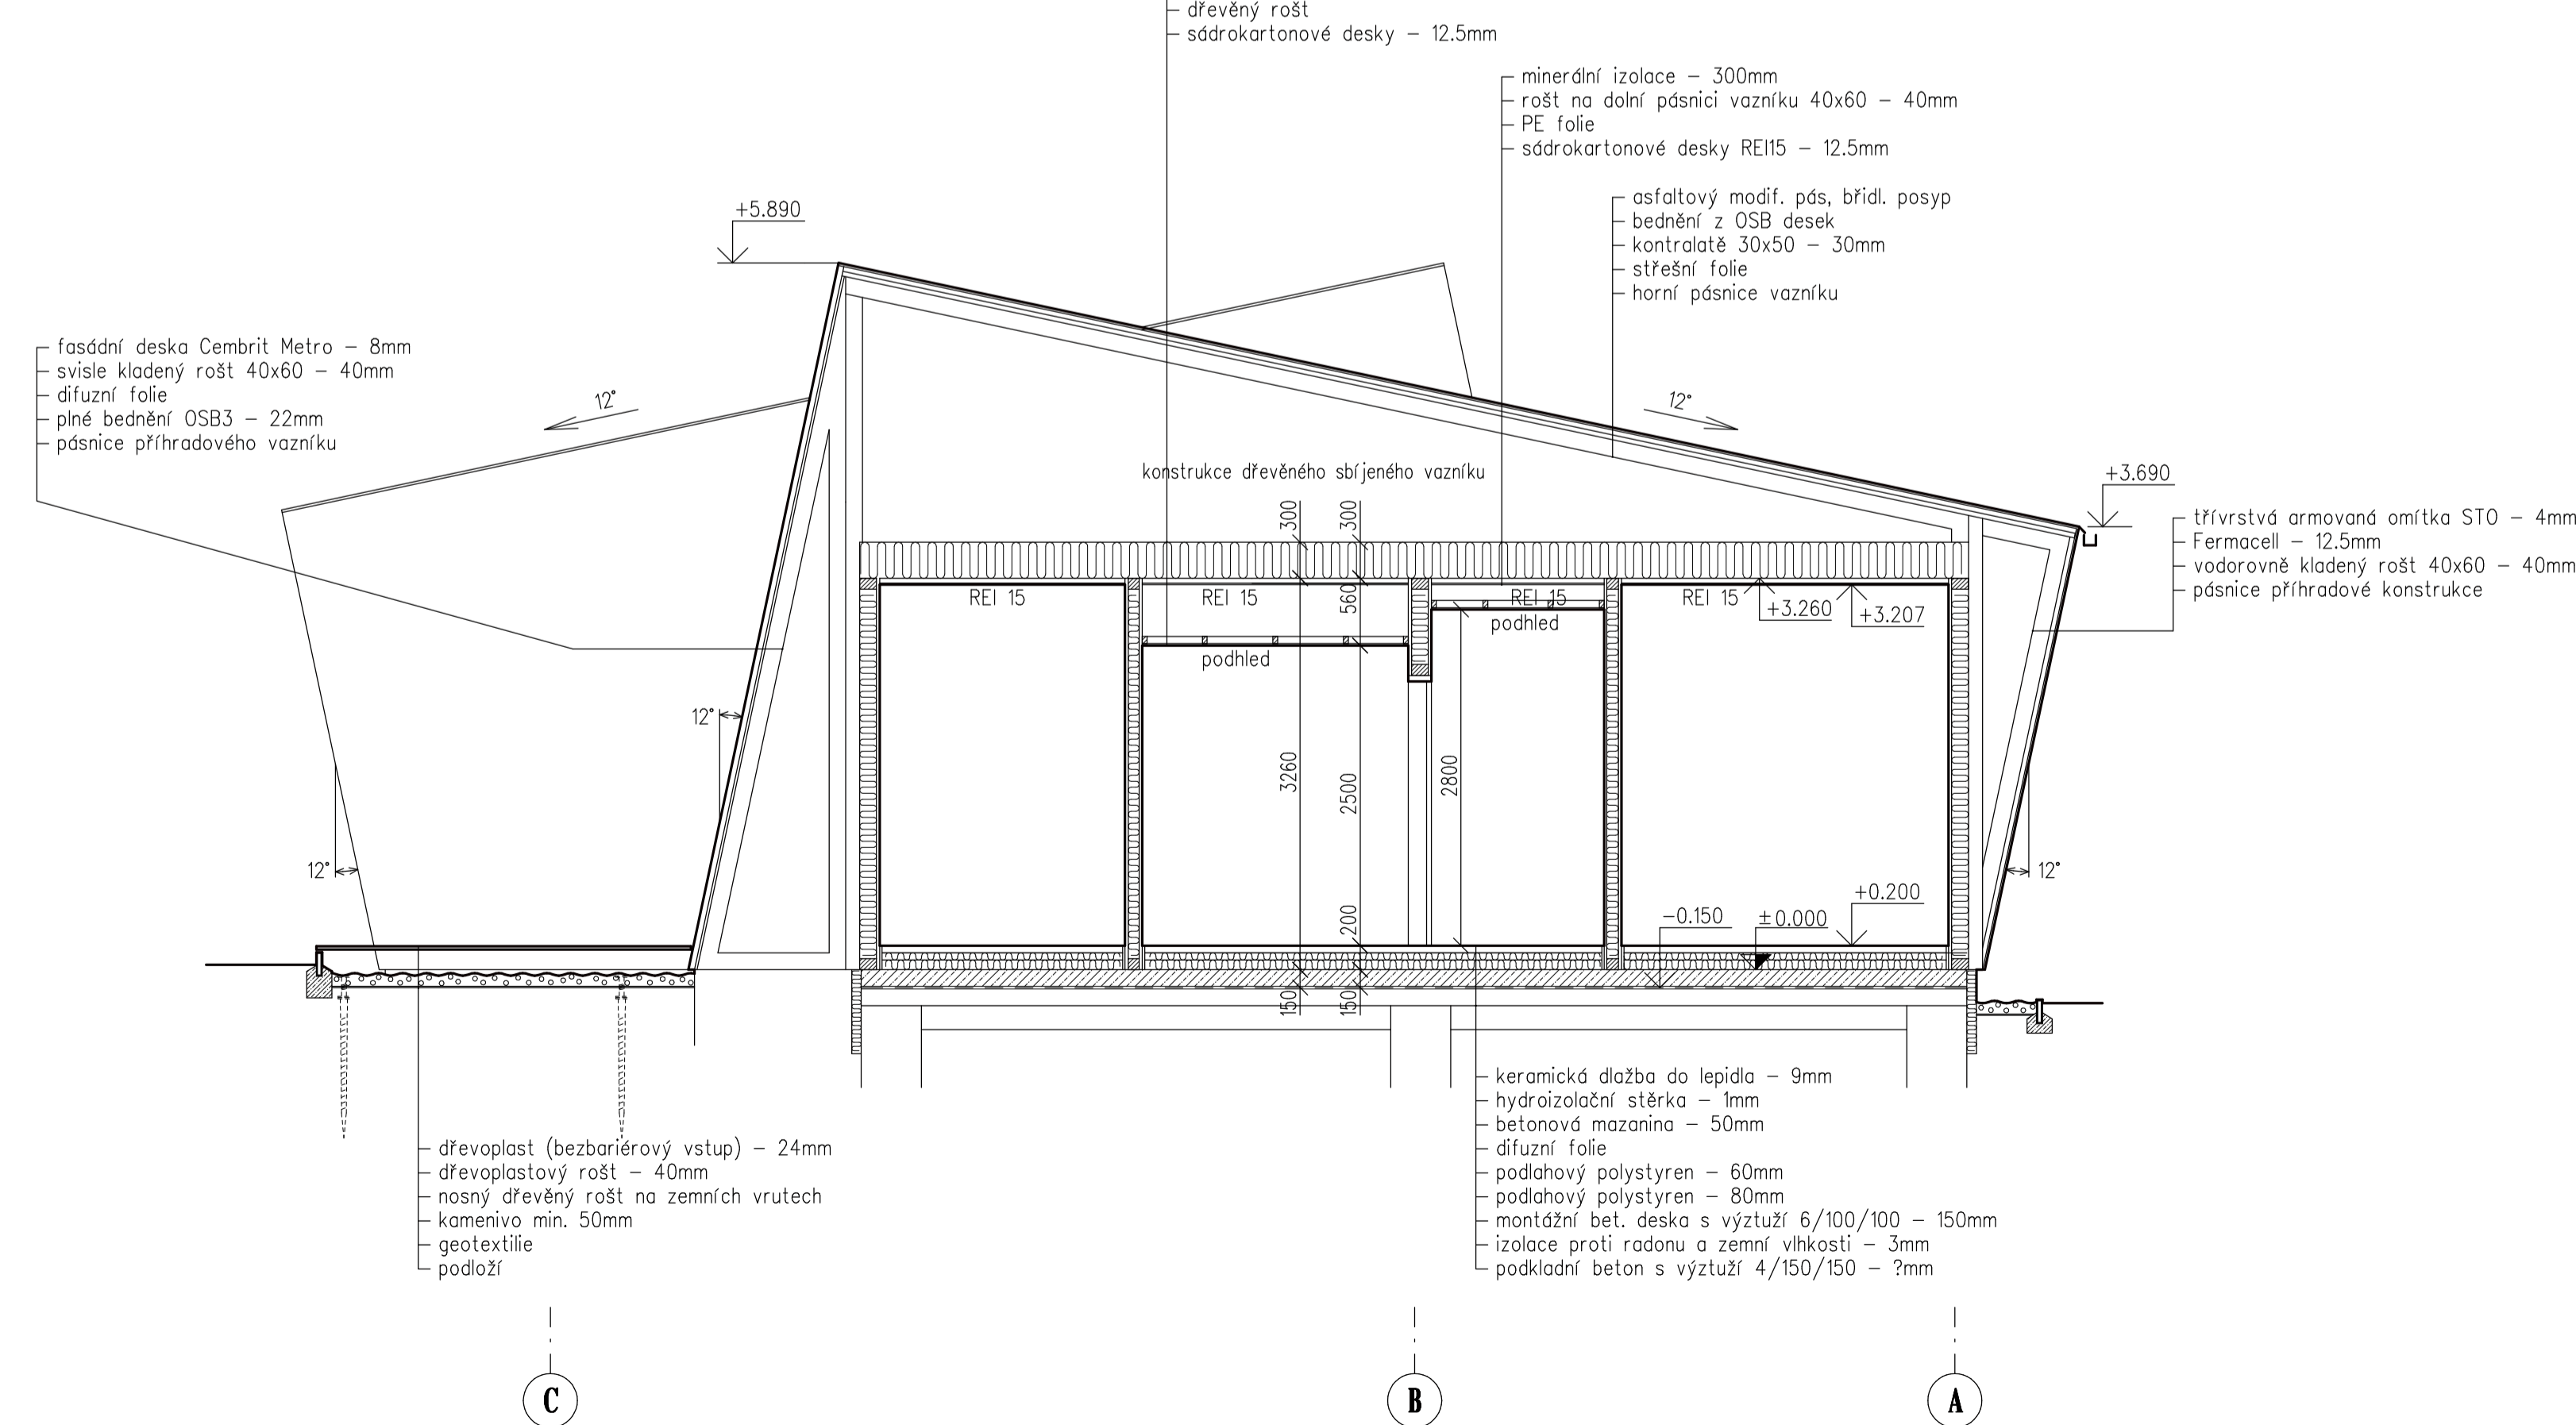 dřevěný rošt
sádrokartonové desky – 12.5mm
minerální izolace – 300mm
rošt na dolní pásnici vazníku 40x60 – 40mm
PE folie
sádrokartonové desky REI15 – 12.5mm
asfaltový modif. pás, břidl. posyp
bednění z OSB desek
kontralatě 30x50 – 30mm
střešní folie
horní pásnice vazníku
+5.890
fasádní deska Cembrit Metro – 8mm
svisle kladený rošt 40x60 – 40mm
difuzní folie
plné bednění OSB3 – 22mm
pásnice příhradového vazníku
12°
12°
konstrukce dřevěného sbíjeného vazníku
+3.690
třívrstvá armovaná omítka STO – 4mm
Fermacell – 12.5mm
vodorovně kladený rošt 40x60 – 40mm
pásnice příhradové konstrukce
300
300
REI 15
REI 15
560
REI 15
REI 15
+3.260
+3.207
podhled
podhled
12°
3260
2500
2800
12°
12°
+0.200
-0.150
±0.000
200
150
150
keramická dlažba do lepidla – 9mm
hydroizolační stěrka – 1mm
betonová mazanina – 50mm
difuzní folie
podlahový polystyren – 60mm
podlahový polystyren – 80mm
montážní bet. deska s výztuží 6/100/100 – 150mm
izolace proti radonu a zemní vlhkosti – 3mm
podkladní beton s výztuží 4/150/150 – ?mm
dřevoplast (bezbariérový vstup) – 24mm
dřevoplastový rošt – 40mm
nosný dřevěný rošt na zemních vrutech
kamenivo min. 50mm
geotextilie
podloží
C
B
A